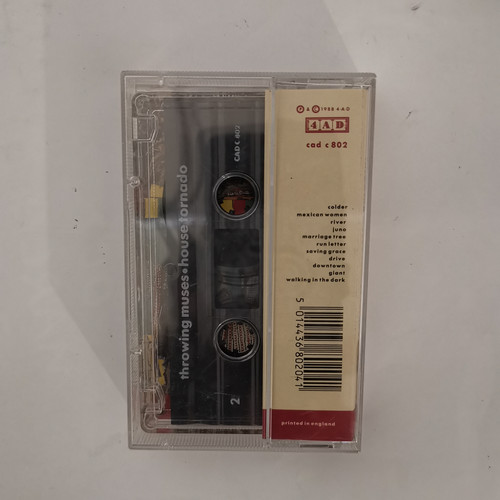 throwing muses • house tornado
CAD C 802
2
℗ & © 1988 4AD
4AD
cad c 802
colder
mexican women
river
juno
marriage tree
run letter
saving grace
drive
downtown
giant
walking in the dark
5 014436 802041
printed in england